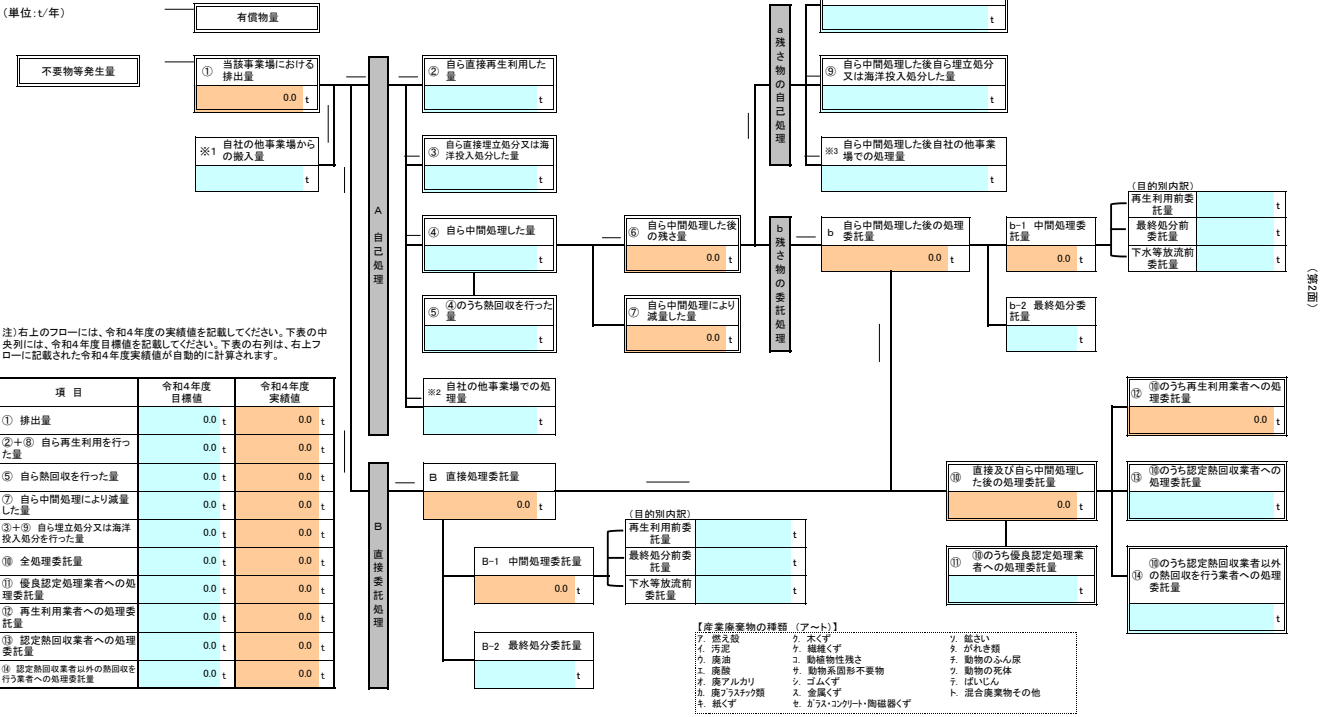 (単位:t/年)
有償物量
t
不要物等発生量
① 当該事業場における
排出量
0.0 t
※1 自社の他事業場から
の搬入量
t
A 自己処理
② 自ら直接再生利用した
量
t
③ 自ら直接埋立処分又は海
洋投入処分した量
t
④ 自ら中間処理した量
t
⑤ ④のうち熱回収を行った
量
t
※2 自社の他事業場での処
理量
t
⑥ 自ら中間処理した後
の残さ量
0.0 t
⑦ 自ら中間処理により
減量した量
t
a 残さ物の自己処理
⑨ 自ら中間処理した後自ら埋立処分
又は海洋投入処分した量
t
※3 自ら中間処理した後自社の他事業
場での処理量
t
b 残さ物の委託処理
b 自ら中間処理した後の処理
委託量
0.0 t
b-1 中間処理委
託量
0.0 t
(目的別内訳)
再生利用前委
託量 t
最終処分前
委託量 t
下水等放流前
委託量 t
b-2 最終処分委
託量
t
(第2面)
注)右上のフローには、令和4年度の実績値を記載してください。下表の中
央列には、令和4年度目標値を記載してください。下表の右列は、右上フ
ローに記載された令和4年度実績値が自動的に計算されます。
項 目 令和4年度
目標値 令和4年度
実績値
① 排出量 0.0 t 0.0 t
②+⑧ 自ら再生利用を行っ
た量 0.0 t 0.0 t
⑤ 自ら熱回収を行った量 0.0 t 0.0 t
⑦ 自ら中間処理により減量
した量 0.0 t 0.0 t
③+⑨ 自ら埋立処分又は海洋
投入処分を行った量 0.0 t 0.0 t
⑩ 全処理委託量 0.0 t 0.0 t
⑪ 優良認定処理業者への処
理委託量 0.0 t 0.0 t
⑫ 再生利用業者への処理委
託量 0.0 t 0.0 t
⑬ 認定熱回収業者への処理
委託量 0.0 t 0.0 t
⑭ 認定熱回収業者以外の熱回収を
行う業者への処理委託量 0.0 t 0.0 t
B 直接委託処理
B 直接処理委託量
0.0 t
B-1 中間処理委託量
0.0 t
(目的別内訳)
再生利用前委
託量 t
最終処分前委
託量 t
下水等放流前
委託量 t
B-2 最終処分委託量
t
⑩ 直接及び自ら中間処理し
た後の処理委託量
0.0 t
⑪ ⑩のうち優良認定処理業
者への処理委託量
t
⑫ ⑩のうち再生利用業者への処
理委託量
0.0 t
⑬ ⑩のうち認定熱回収業者への
処理委託量
t
⑭ ⑩のうち認定熱回収業者以外
の熱回収を行う業者への処理
委託量
t
【産業廃棄物の種類 (ア~ト)】
ア. 燃え殻 ク. 木くず ソ. 鉱さい
イ. 汚泥 ケ. 繊維くず タ. がれき類
ウ. 廃油 コ. 動植物性残さ チ. 動物のふん尿
エ. 廃酸 サ. 動物系固形不要物 ツ. 動物の死体
オ. 廃アルカリ シ. ゴムくず テ. ばいじん
カ. 廃プラスチック類 ス. 金属くず ト. 混合廃棄物その他
キ. 紙くず セ. ガラス・コンクリート・陶磁器くず